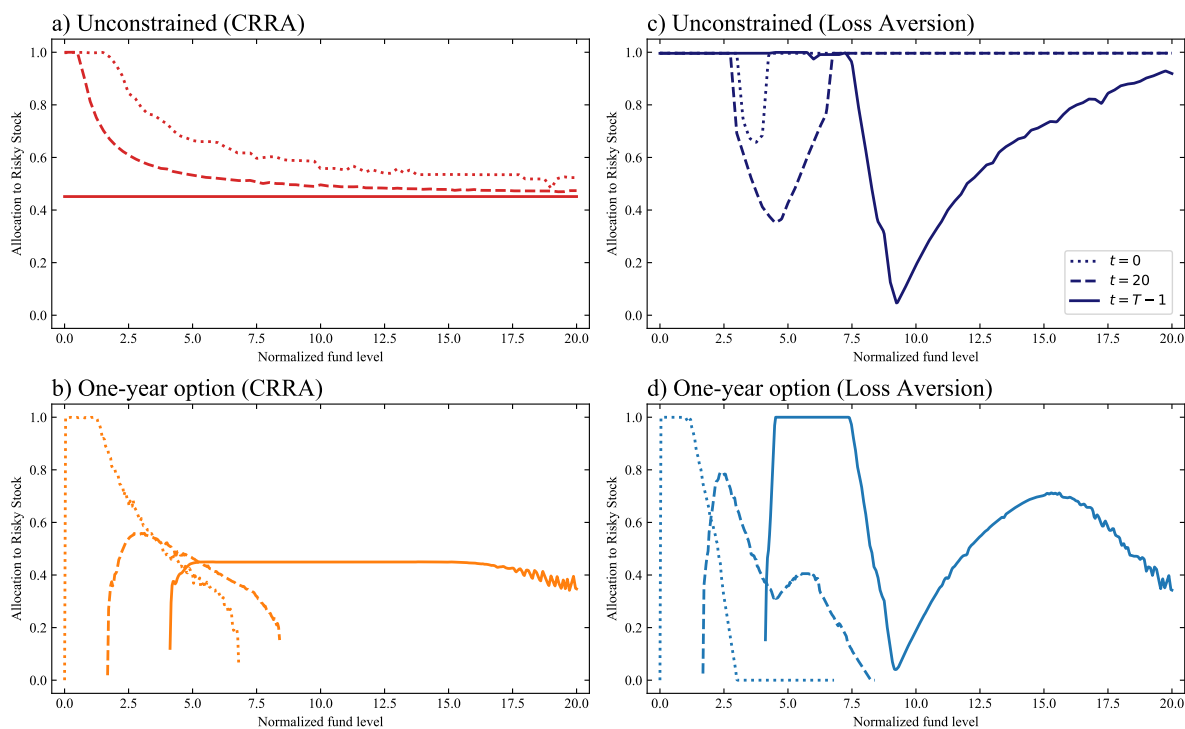 a) Unconstrained (CRRA)
1.0
0.8
0.6
0.4
0.2
0.0
Allocation to Risky Stock
0.0 2.5 5.0 7.5 10.0 12.5 15.0 17.5 20.0
Normalized fund level
c) Unconstrained (Loss Aversion)
1.0
0.8
0.6
0.4
0.2
0.0
Allocation to Risky Stock
t = 0
t = 20
t = T − 1
0.0 2.5 5.0 7.5 10.0 12.5 15.0 17.5 20.0
Normalized fund level
b) One-year option (CRRA)
1.0
0.8
0.6
0.4
0.2
0.0
Allocation to Risky Stock
0.0 2.5 5.0 7.5 10.0 12.5 15.0 17.5 20.0
Normalized fund level
d) One-year option (Loss Aversion)
1.0
0.8
0.6
0.4
0.2
0.0
Allocation to Risky Stock
0.0 2.5 5.0 7.5 10.0 12.5 15.0 17.5 20.0
Normalized fund level